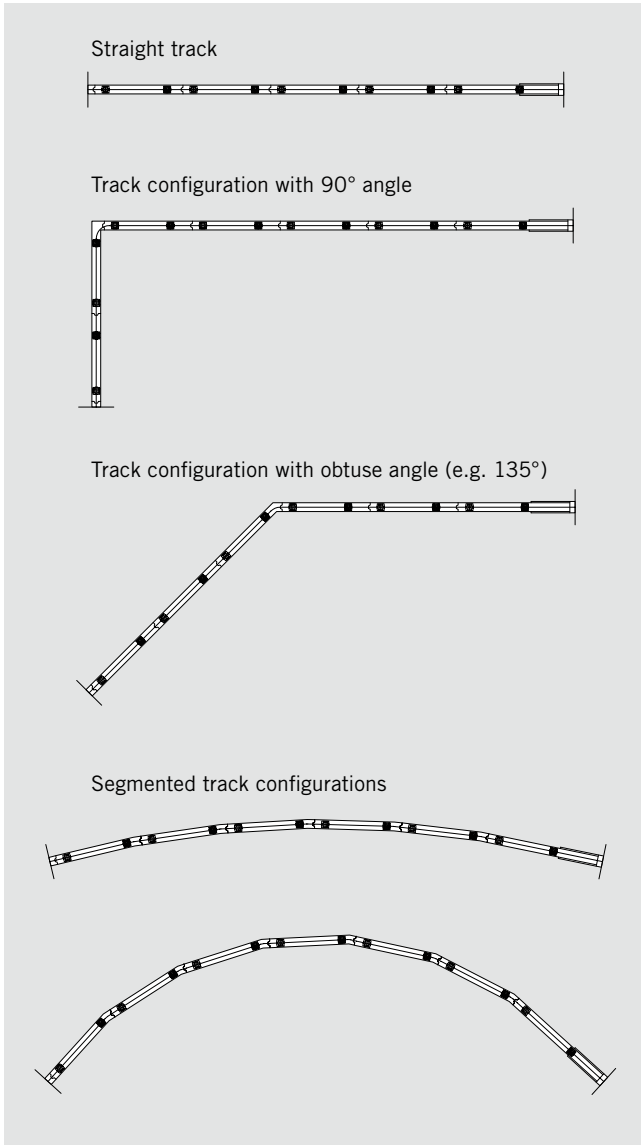 Straight track
Track configuration with 90° angle
Track configuration with obtuse angle (e.g. 135°)
Segmented track configurations